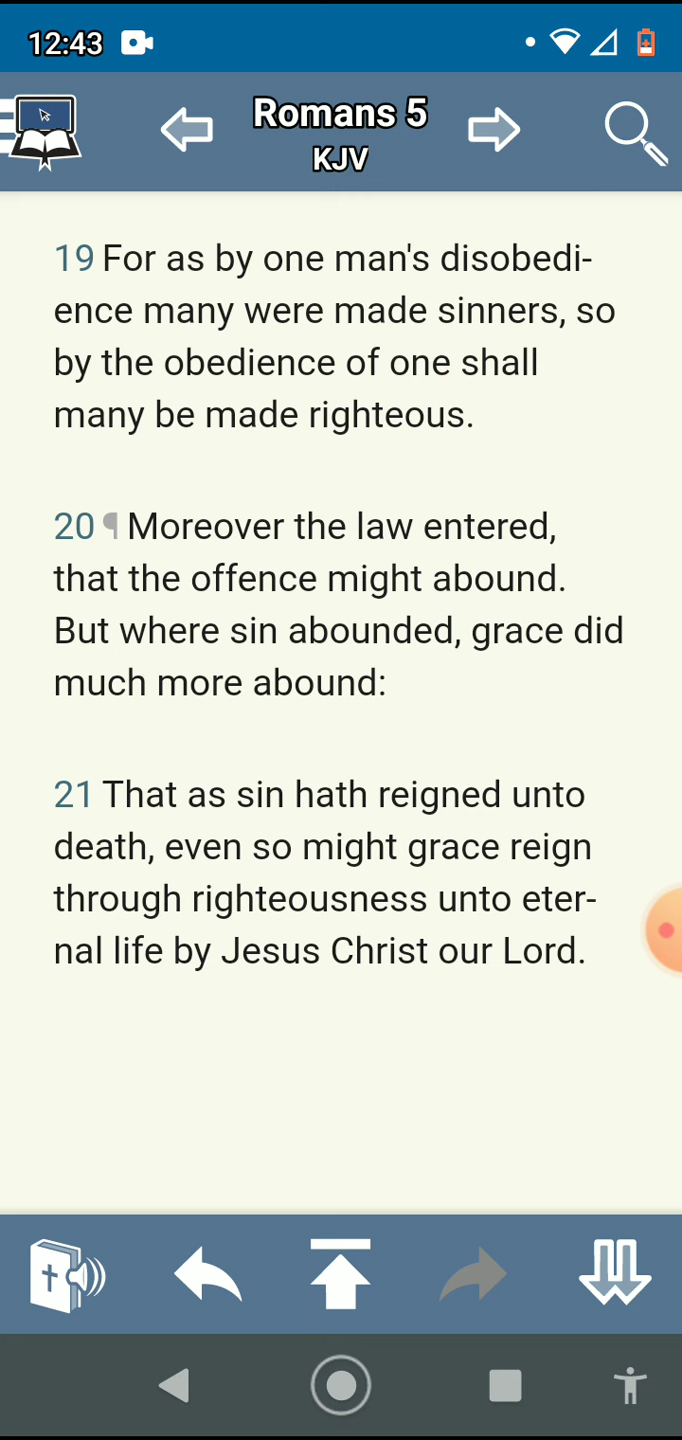 12:43
Romans 5
KJV
19 For as by one man's disobedi-
ence many were made sinners, so
by the obedience of one shall
many be made righteous.
20 ¶ Moreover the law entered,
that the offence might abound.
But where sin abounded, grace did
much more abound:
21 That as sin hath reigned unto
death, even so might grace reign
through righteousness unto eter-
nal life by Jesus Christ our Lord.